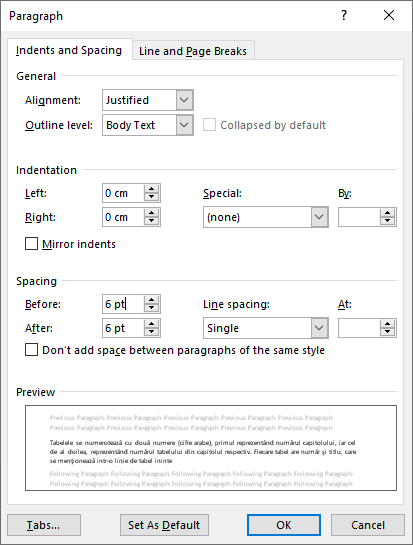 Paragraph
? ×
Indents and Spacing Line and Page Breaks
General
Alignment: Justified
Outline level: Body Text Collapsed by default
Indentation
Left: 0 cm Special: By:
Right: 0 cm (none)
Mirror indents
Spacing
Before: 6 pt Line spacing: At:
After: 6 pt Single
Don't add space between paragraphs of the same style
Preview
Previous Paragraph Previous Paragraph Previous Paragraph Previous Paragraph Previous Paragraph
Previous Paragraph Previous Paragraph Previous Paragraph Previous Paragraph Previous Paragraph
Tabelele se numerotează cu două numere (cifre arabe), primul reprezentând numărul capitolului, iar cel
de al doilea, reprezentând numărul tabelului din capitolul respectiv. Fiecare tabel are număr şi titlu, care
se menţionează intr-o linie de tabel ininte
Following Paragraph Following Paragraph Following Paragraph Following Paragraph Following Paragraph
Following Paragraph Following Paragraph Following Paragraph Following Paragraph Following Paragraph
Tabs... Set As Default OK Cancel